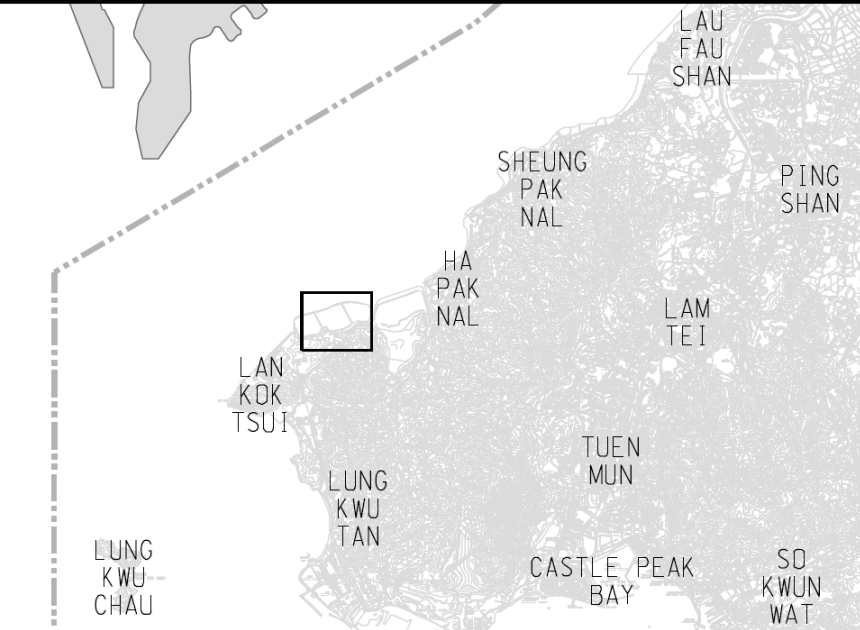 LAU
FAU
SHAN
SHEUNG
PAK
NAL
PING
SHAN
HA
PAK
NAL
LAM
TEI
LAN
KOK
TSUI
TUEN
MUN
LUNG
KWU
TAN
LUNG
KWU
CHAU
CASTLE PEAK
BAY
SO
KWUN
WAT